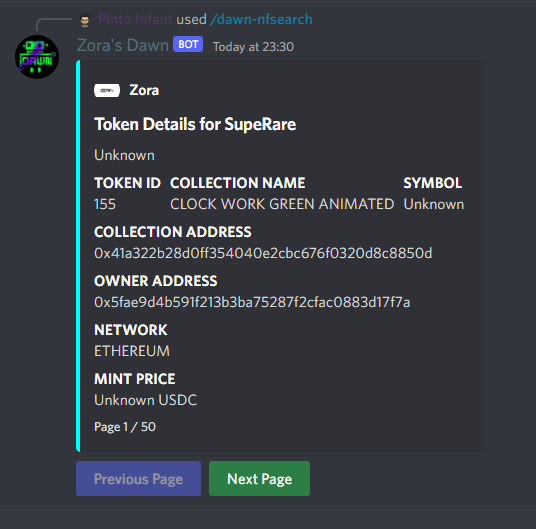 Pinto Infant used /dawn-nfsearch
DAWN
Zora's Dawn BOT Today at 23:30
Zora
Token Details for SupeRare
Unknown
TOKEN ID COLLECTION NAME SYMBOL
155 CLOCK WORK GREEN ANIMATED Unknown
COLLECTION ADDRESS
0x41a322b28d0ff354040e2cbc676f0320d8c8850d
OWNER ADDRESS
0x5fae9d4b591f213b3ba75287f2cfac0883d17f7a
NETWORK
ETHEREUM
MINT PRICE
Unknown USDC
Page 1 / 50
Previous Page Next Page